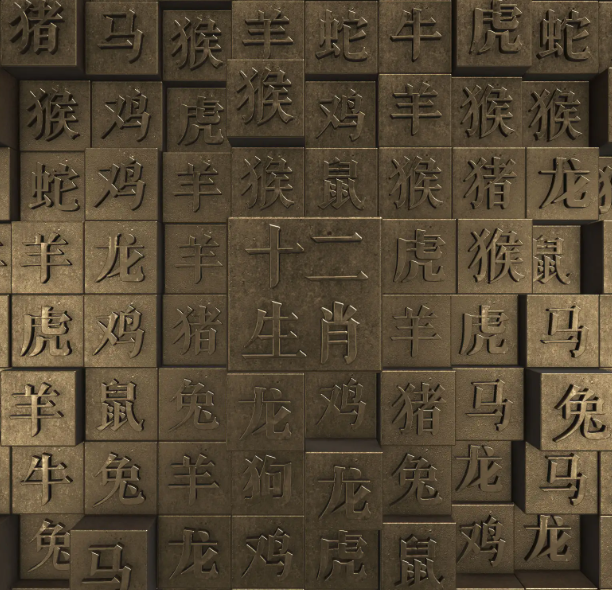 猪 马 猴 羊 蛇 牛 虎 蛇
猴 鸡 虎 猴 鸡 羊 猴 猴
蛇 鸡 羊 猴 鼠 猴 猪 龙
羊 龙 羊 十二 虎 猴 鼠
虎 鸡 猪 生肖 羊 虎 马
羊 鼠 兔 龙 鸡 猪 马 兔
牛 兔 羊 狗 龙 兔 龙 马
兔 马 龙 鸡 虎 鼠 鸡 龙